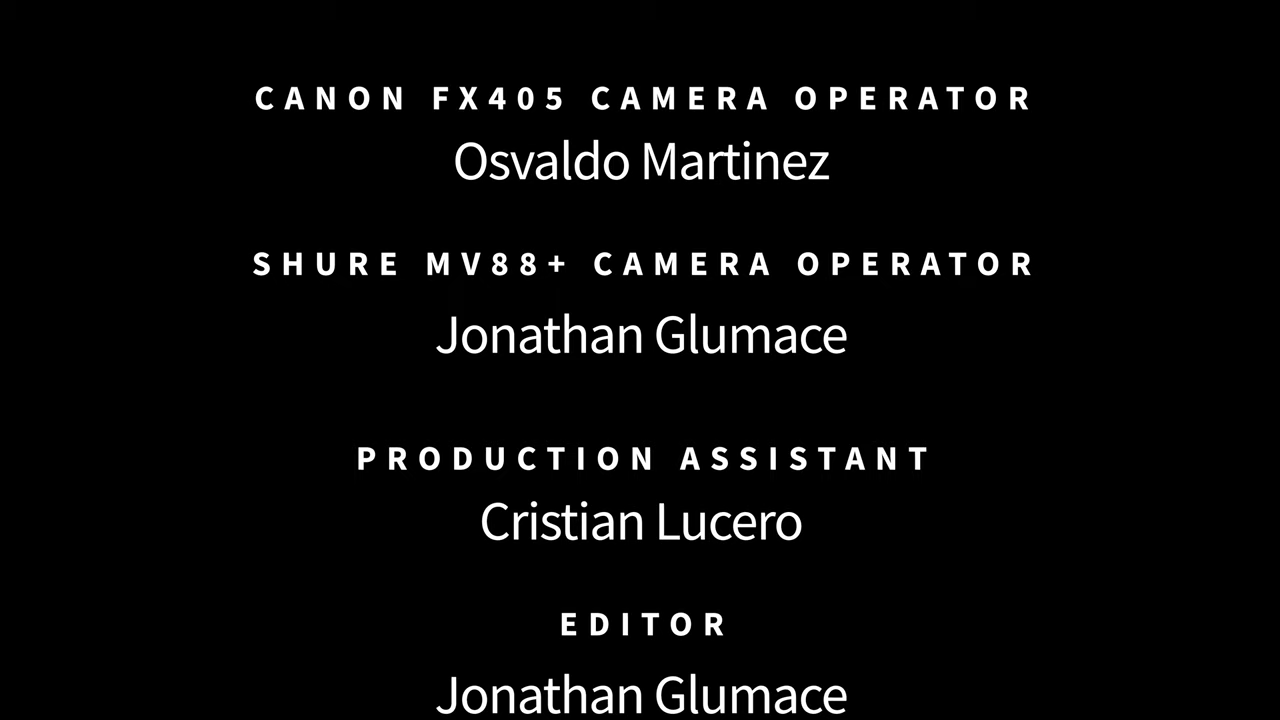 CANON FX405 CAMERA OPERATOR
Osvaldo Martinez
SHURE MV88+ CAMERA OPERATOR
Jonathan Glumace
PRODUCTION ASSISTANT
Cristian Lucero
EDITOR
Jonathan Glumace